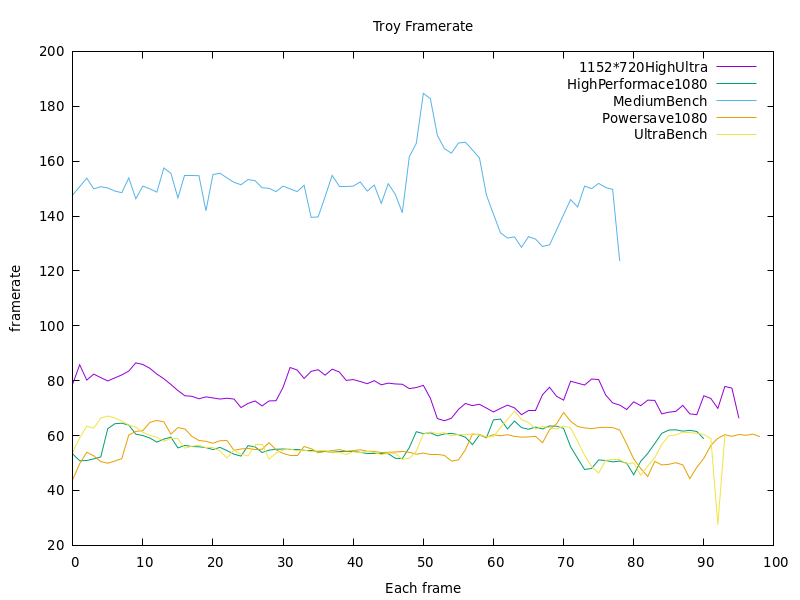 Troy Framerate
200
180
160
140
120
100
80
60
40
20
framerate
1152*720HighUltra
HighPerformace1080
MediumBench
Powersave1080
UltraBench
0 10 20 30 40 50 60 70 80 90 100
Each frame